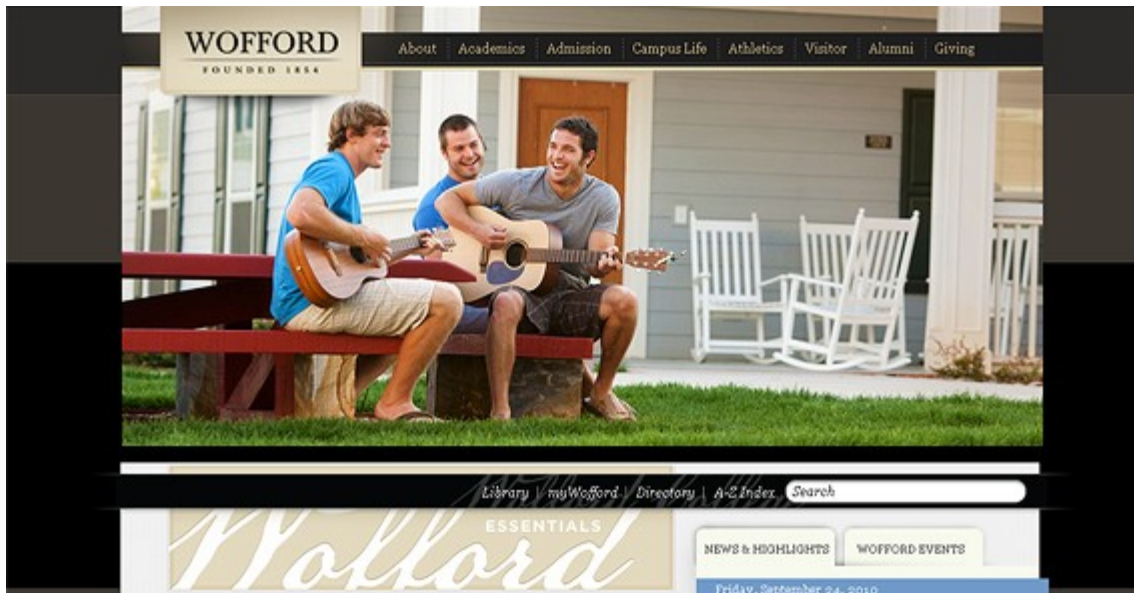 WOFFORD
FOUNDED 1854
About Academics Admission Campus Life Athletics Visitor Alumni Giving
Library | myWofford | Directory | A-Z Index Search
ESSENTIALS
Wofford
NEWS & HIGHLIGHTS WOFFORD EVENTS
Friday, September 24, 2010